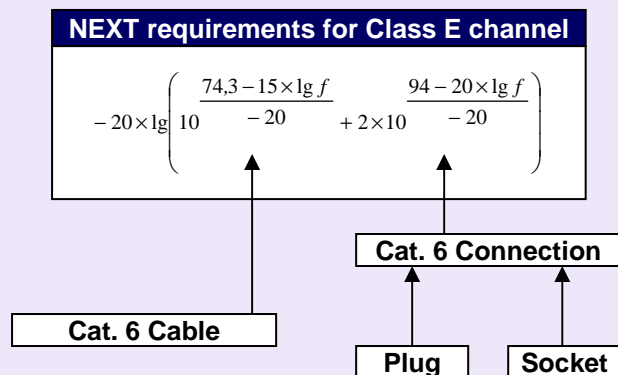 NEXT requirements for Class E channel
− 20 × lg( 10^((74,3 − 15 × lg f)/(− 20)) + 2 × 10^((94 − 20 × lg f)/(− 20)) )
Cat. 6 Connection
Cat. 6 Cable
Plug Socket